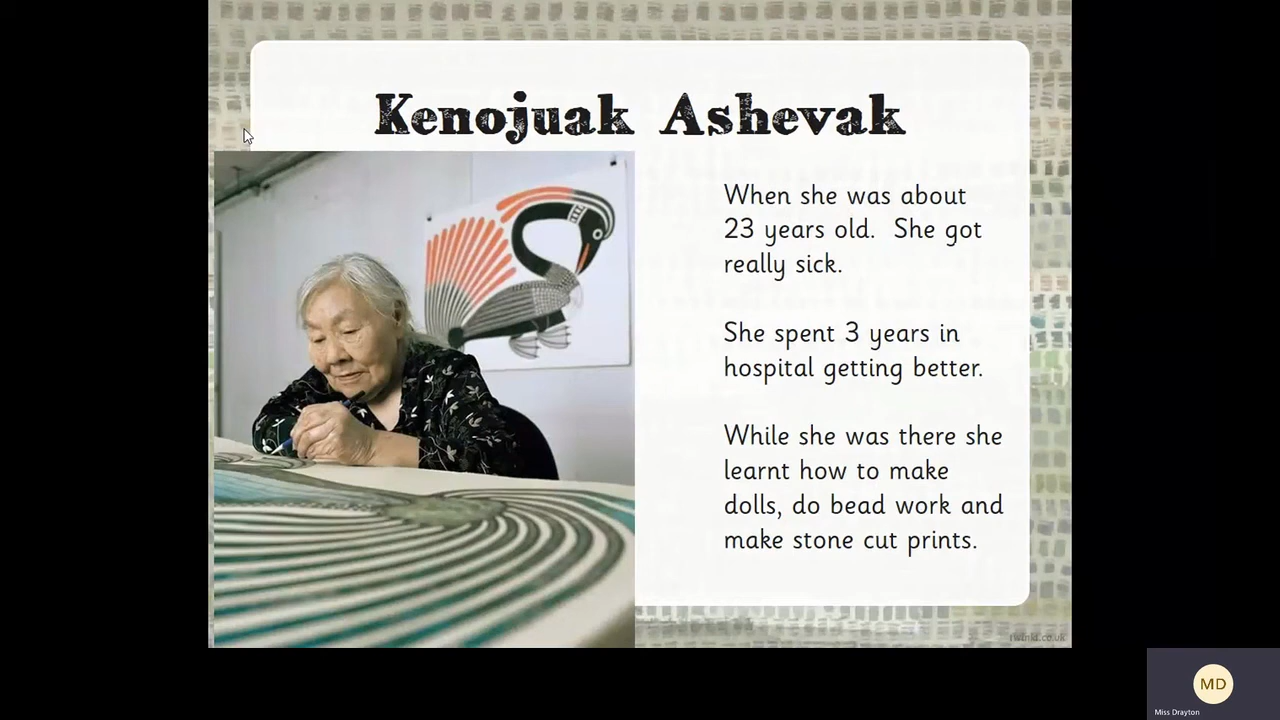 Kenojuak Ashevak
When she was about
23 years old. She got
really sick.
She spent 3 years in
hospital getting better.
While she was there she
learnt how to make
dolls, do bead work and
make stone cut prints.
twinkl.co.uk
MD
Miss Drayton